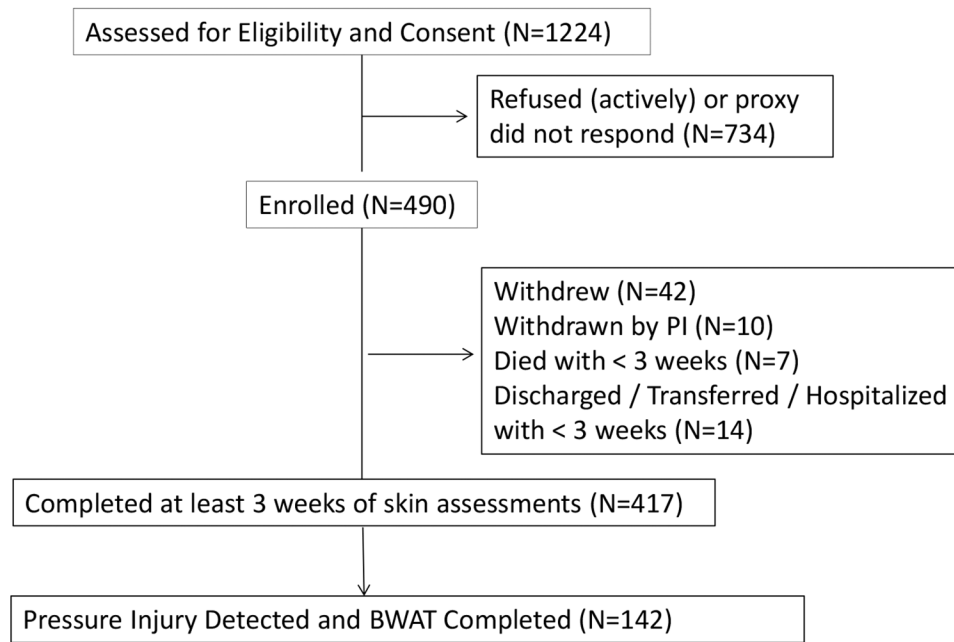 Assessed for Eligibility and Consent (N=1224)
Refused (actively) or proxy
did not respond (N=734)
Enrolled (N=490)
Withdrew (N=42)
Withdrawn by PI (N=10)
Died with < 3 weeks (N=7)
Discharged / Transferred / Hospitalized
with < 3 weeks (N=14)
Completed at least 3 weeks of skin assessments (N=417)
Pressure Injury Detected and BWAT Completed (N=142)